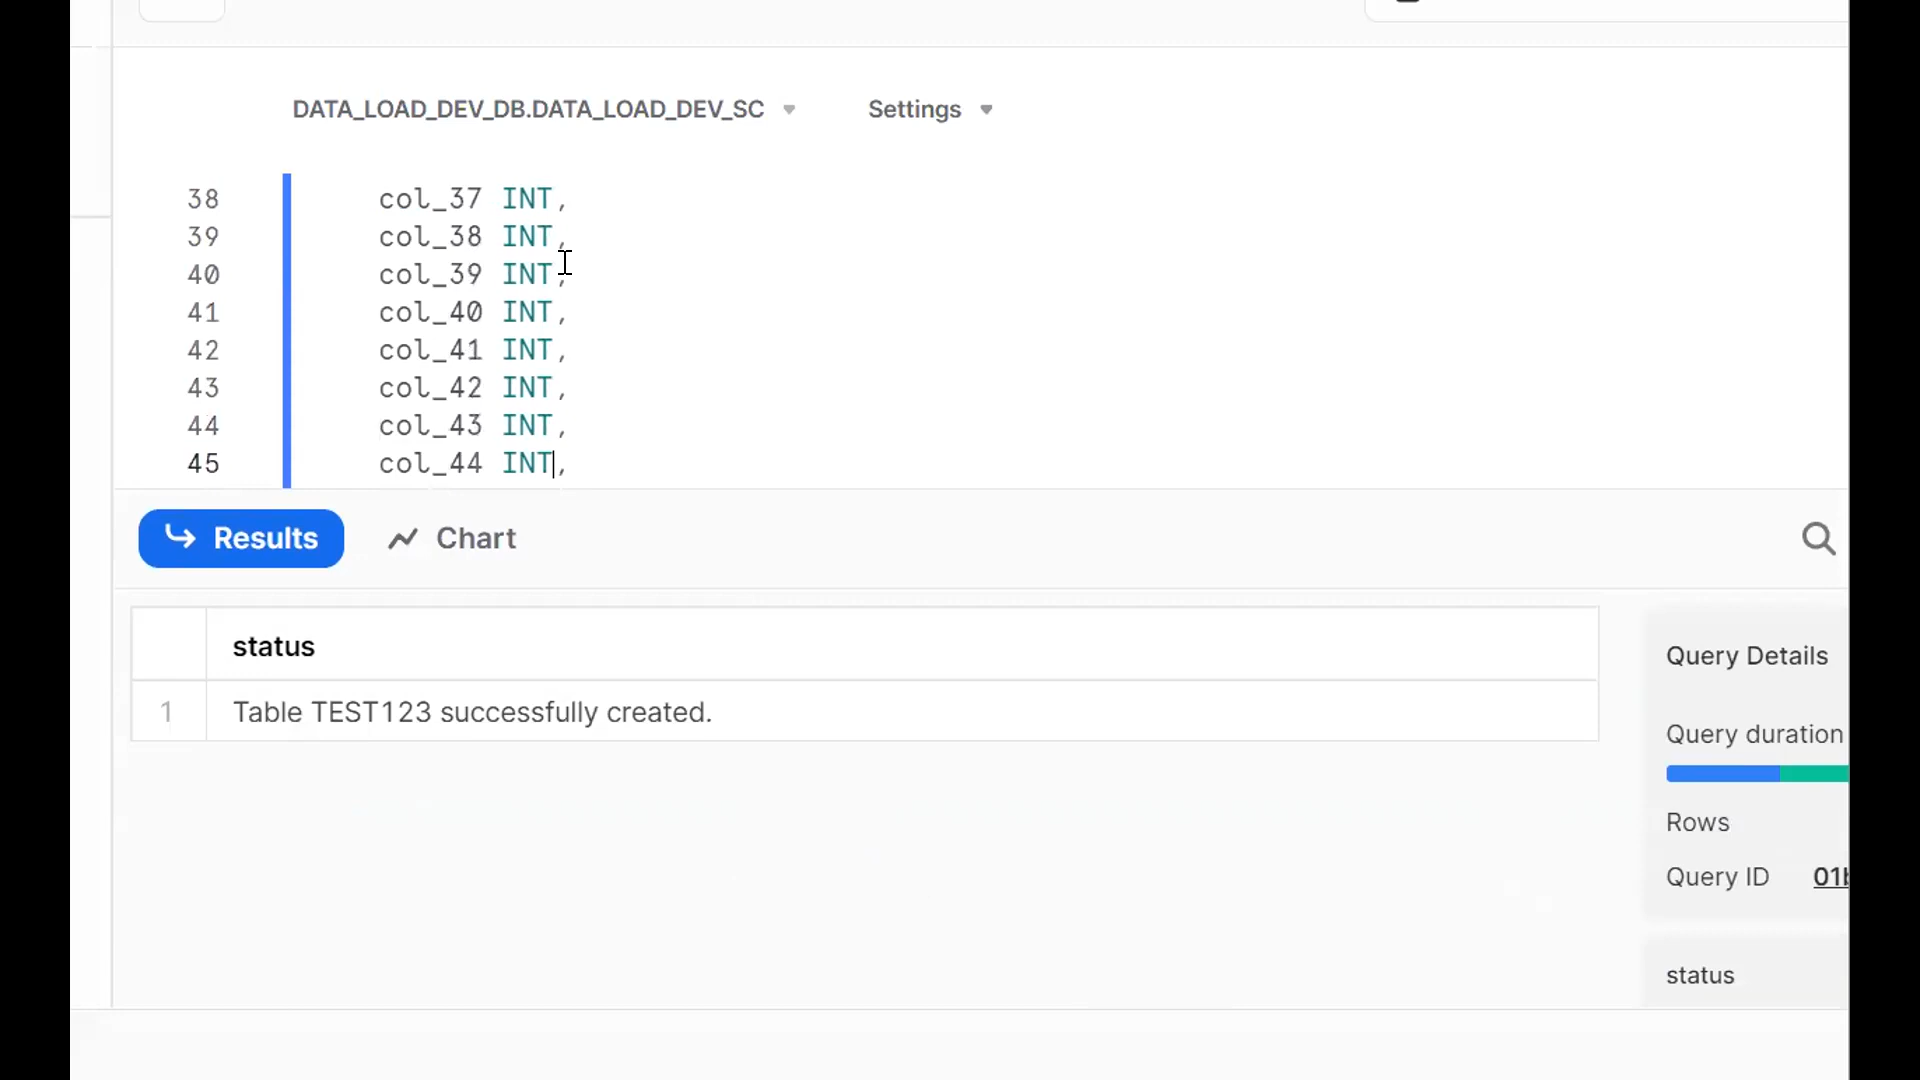 DATA_LOAD_DEV_DB.DATA_LOAD_DEV_SC Settings
38 col_37 INT,
39 col_38 INT,
40 col_39 INT,
41 col_40 INT,
42 col_41 INT,
43 col_42 INT,
44 col_43 INT,
45 col_44 INT,
Results Chart
status
1 Table TEST123 successfully created.
Query Details
Query duration
Rows
Query ID
status